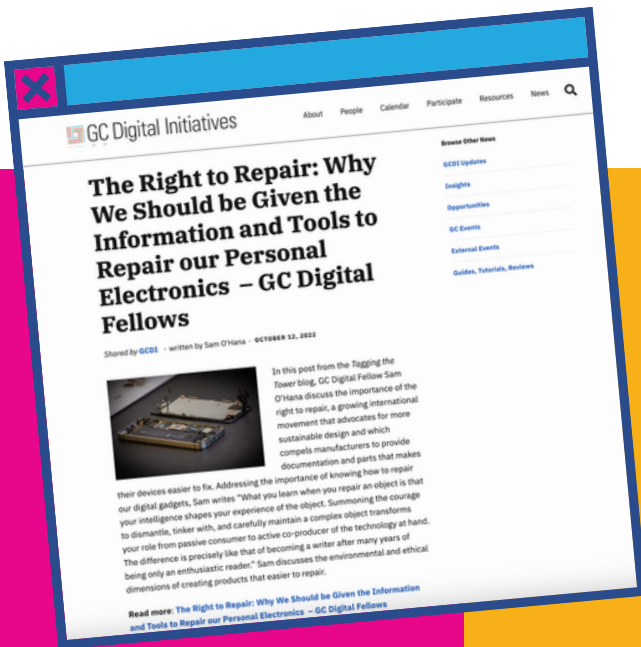 GC Digital Initiatives
About People Calendar Participate Resources News
The Right to Repair: Why
We Should be Given the
Information and Tools to
Repair our Personal
Electronics – GC Digital
Fellows
Shared by GCDI - written by Sam O'Hana - OCTOBER 12, 2022
In this post from the Tagging the
Tower blog, GC Digital Fellow Sam
O'Hana discuss the importance of the
right to repair, a growing international
movement that advocates for more
sustainable design and which
compels manufacturers to provide
documentation and parts that makes
their devices easier to fix. Addressing the importance of knowing how to repair
our digital gadgets, Sam writes "What you learn when you repair an object is that
your intelligence shapes your experience of the object. Summoning the courage
to dismantle, tinker with, and carefully maintain a complex object transforms
your role from passive consumer to active co-producer of the technology at hand.
The difference is precisely like that of becoming a writer after many years of
being only an enthusiastic reader." Sam discusses the environmental and ethical
dimensions of creating products that easier to repair.
Read more: The Right to Repair: Why We Should be Given the Information
and Tools to Repair our Personal Electronics – GC Digital Fellows
Browse Other News
GCDI Updates
Insights
Opportunities
GC Events
External Events
Guides, Tutorials, Reviews